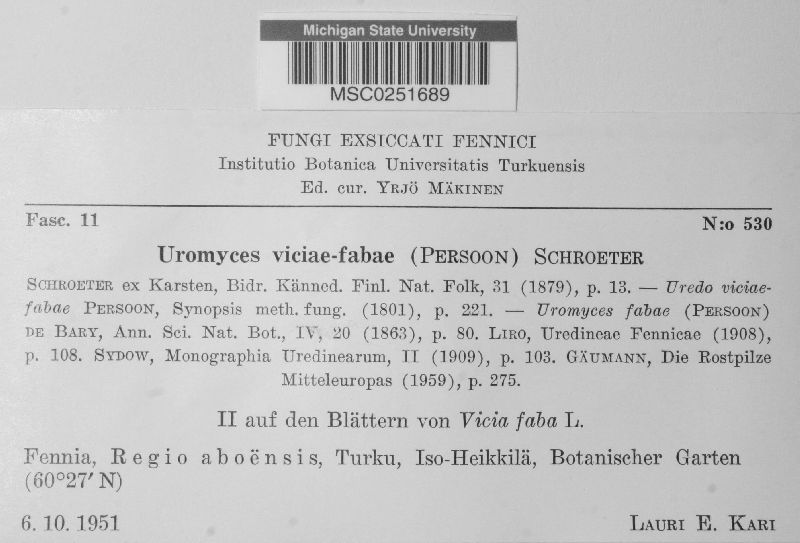 Michigan State University
MSC0251689
FUNGI EXSICCATI FENNICI
Institutio Botanica Universitatis Turkuensis
Ed. cur. YRJÖ MÄKINEN
Fasc. 11 N:o 530
Uromyces viciae-fabae (PERSOON) SCHROETER
SCHROETER ex Karsten, Bidr. Känned. Finl. Nat. Folk, 31 (1879), p. 13. — Uredo viciae-
fabae PERSOON, Synopsis meth. fung. (1801), p. 221. — Uromyces fabae (PERSOON)
DE BARY, Ann. Sci. Nat. Bot., IV, 20 (1863), p. 80. LIRO, Uredineae Fennicae (1908),
p. 108. SYDOW, Monographia Uredinearum, II (1909), p. 103. GÄUMANN, Die Rostpilze
Mitteleuropas (1959), p. 275.
II auf den Blättern von Vicia faba L.
Fennia, Regio aboënsis, Turku, Iso-Heikkilä, Botanischer Garten
(60°27′ N)
6. 10. 1951 LAURI E. KARI